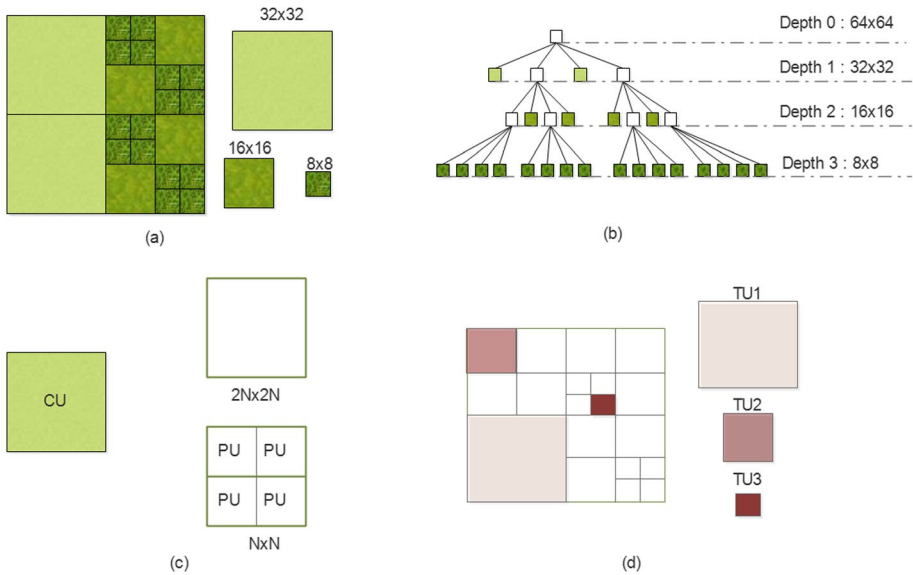 32x32
16x16
8x8
(a)
Depth 0 : 64x64
Depth 1 : 32x32
Depth 2 : 16x16
Depth 3 : 8x8
(b)
CU
2Nx2N
PU PU
PU PU
NxN
(c)
TU1
TU2
TU3
(d)